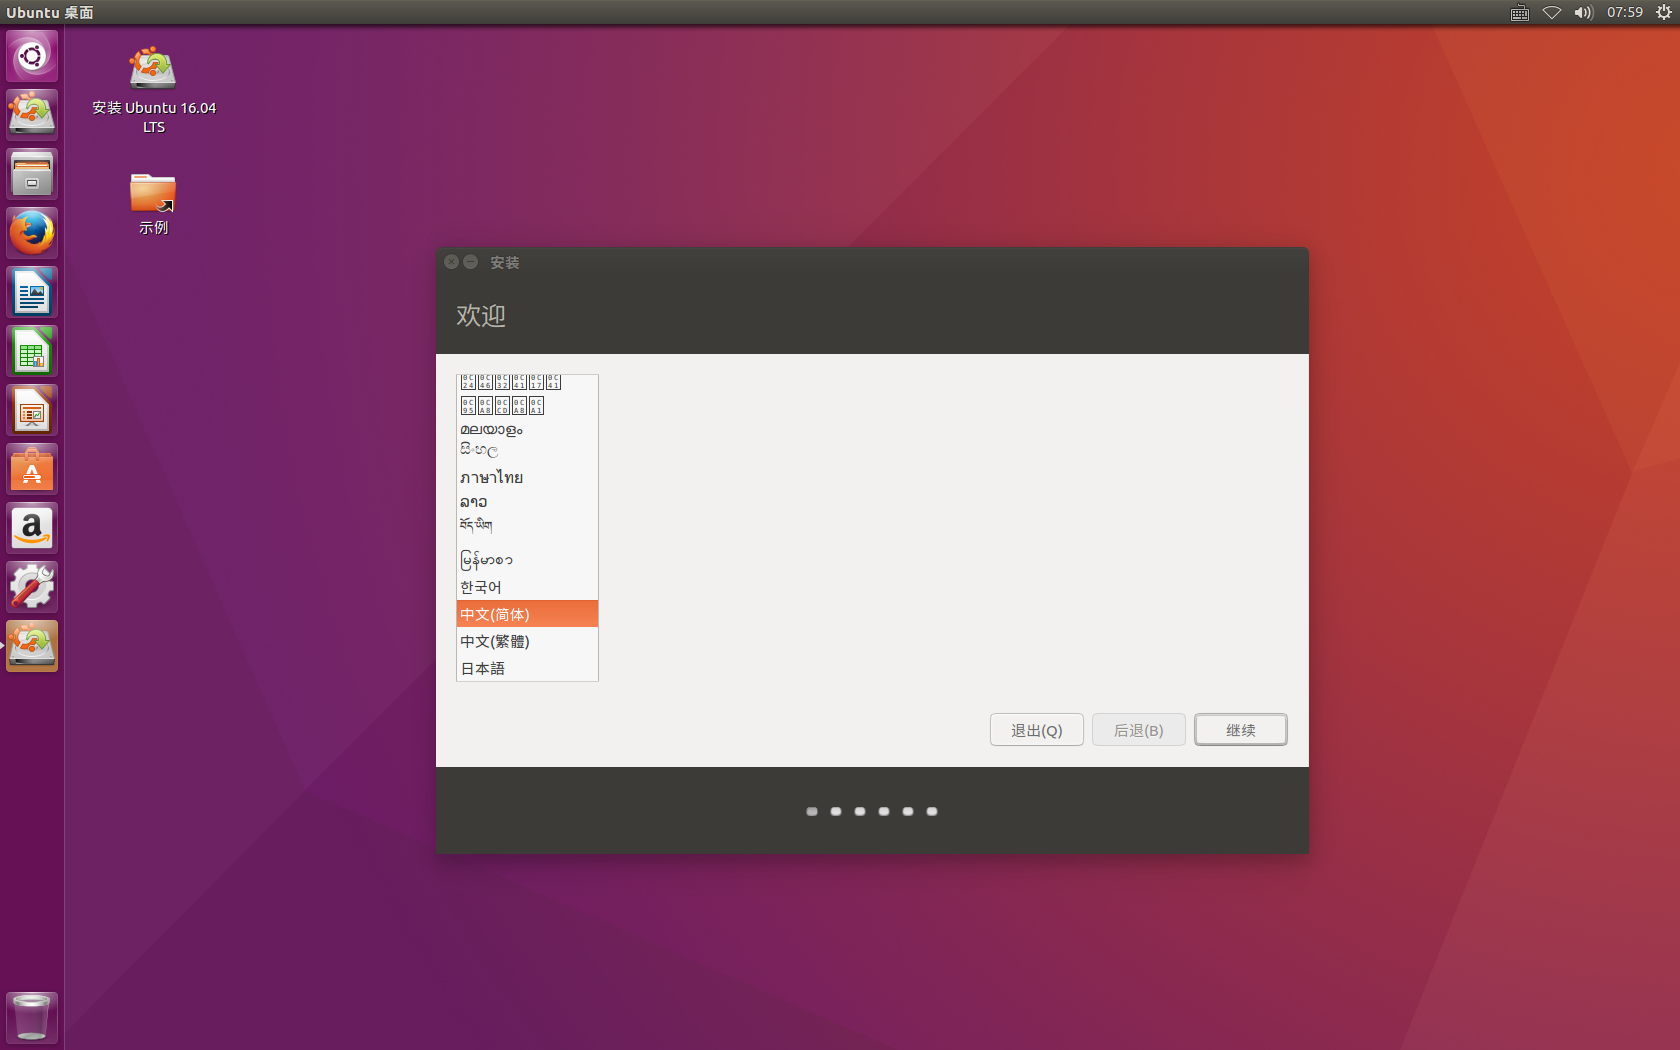 Ubuntu 桌面
07:59
安装 Ubuntu 16.04
LTS
示例
安装
欢迎
മലയാളം
සිංහල
ภาษาไทย
ລາວ
བོད་ཡིག
မြန်မာစာ
한국어
中文(简体)
中文(繁體)
日本語
退出(Q)
后退(B)
继续